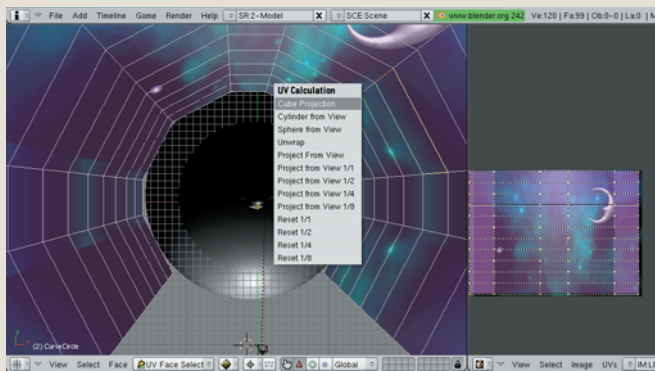 File Add Timeline Game Render Help SR:2-Model X SCE:Scene X www.blender.org 242 Ve:120 | Fa:99 | Ob:0-0 | La:0 | M
UV Calculation
Cube Projection
Cylinder from View
Sphere from View
Unwrap
Project From View
Project from View 1/1
Project from View 1/2
Project from View 1/4
Project from View 1/8
Reset 1/1
Reset 1/2
Reset 1/4
Reset 1/8
(2) CurveCircle
View Select Face UV Face Select Global View Select Image UVs IM:LE